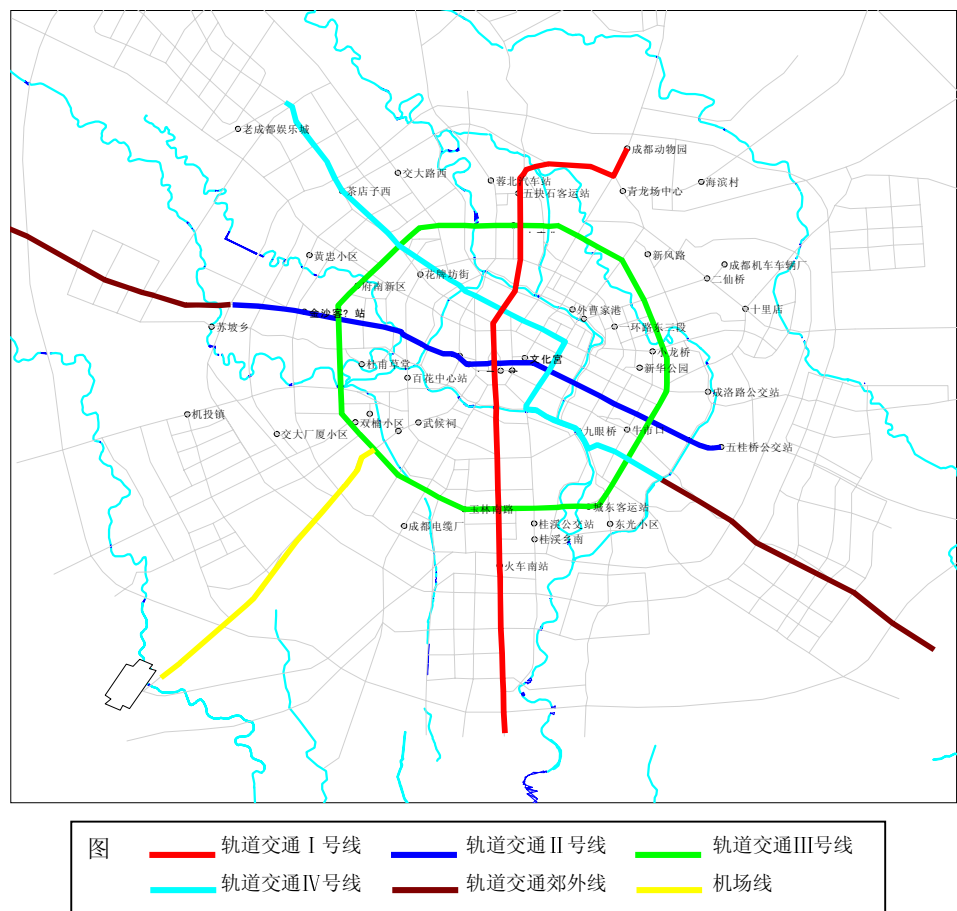 老成都娱乐城
成都动物园
交大路西
蓉北汽车站
海滨村
茶店子西
五块石客运站
青龙场中心
黄忠小区
新风路
成都机车车辆厂
花牌坊街
二仙桥
府南新区
外曹家港
十里店
苏坡乡
一环路东三段
小龙桥
文化宫
杜甫草堂
新华公园
百花中心站
成洛路公交站
机投镇
双楠小区
武候祠
交大厂厦小区
九眼桥
牛市口
五桂桥公交站
玉林南路
城东客运站
成都电缆厂
桂溪公交站
东光小区
桂溪乡南
火车南站
图
轨道交通Ⅰ号线
轨道交通Ⅱ号线
轨道交通Ⅲ号线
轨道交通Ⅳ号线
轨道交通郊外线
机场线